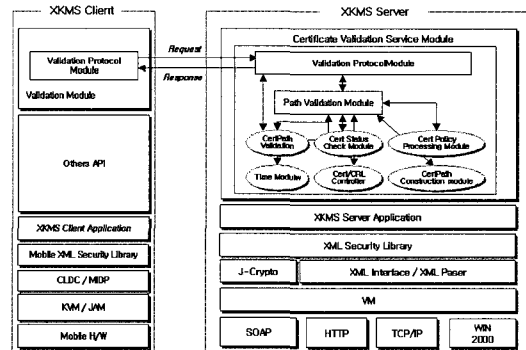 XKMS Client
Validation Protocol
Module
Validation Module
Others API
XKMS Client Application
Mobile XML Security Library
CLDC / MIDP
KVM / JAM
Mobile H/W
Request
Response
XKMS Server
Certificate Validation Service Module
Validation ProtocolModule
Path Validation Module
CertPath
Validation
Cert Status
Check Module
Cert Policy
Processing Module
Time Module
Cert/CRL
Controller
CertPath
Construction module
XKMS Server Application
XML Security Library
J-Crypto
XML Interface / XML Paser
VM
SOAP
HTTP
TCP/IP
WIN
2000